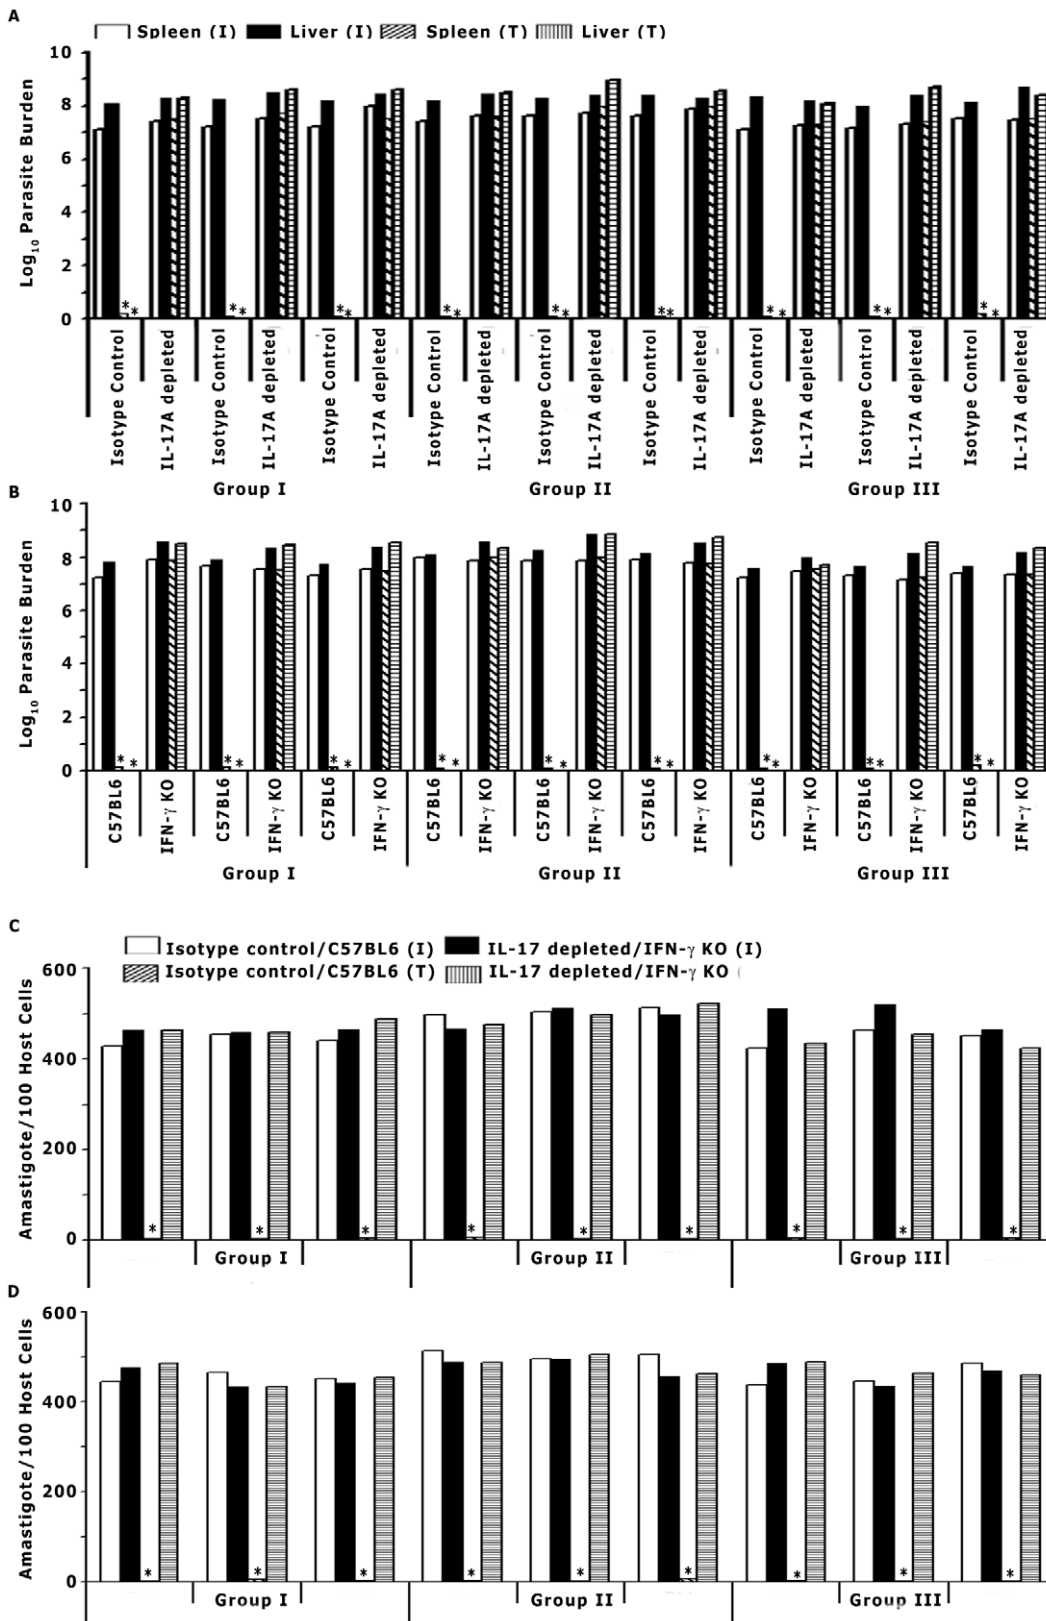 A
Spleen (I) Liver (I) Spleen (T) Liver (T)
Log10 Parasite Burden
10
8
6
4
2
0
* * * * * * * * * * * * * * * * * *
Isotype Control IL-17A depleted Isotype Control IL-17A depleted Isotype Control IL-17A depleted Isotype Control IL-17A depleted Isotype Control IL-17A depleted Isotype Control IL-17A depleted Isotype Control IL-17A depleted Isotype Control IL-17A depleted Isotype Control IL-17A depleted
Group I Group II Group III
B
Log10 Parasite Burden
10
8
6
4
2
0
* * * * * * * * * * * * * * * * * *
C57BL6 IFN-γ KO C57BL6 IFN-γ KO C57BL6 IFN-γ KO C57BL6 IFN-γ KO C57BL6 IFN-γ KO C57BL6 IFN-γ KO C57BL6 IFN-γ KO C57BL6 IFN-γ KO C57BL6 IFN-γ KO
Group I Group II Group III
C
Isotype control/C57BL6 (I) IL-17 depleted/IFN-γ KO (I)
Isotype control/C57BL6 (T) IL-17 depleted/IFN-γ KO (
Amastigote/100 Host Cells
600
400
200
0
* * * * * * * * *
Group I Group II Group III
D
Amastigote/100 Host Cells
600
400
200
0
* * * * * * * * *
Group I Group II Group III